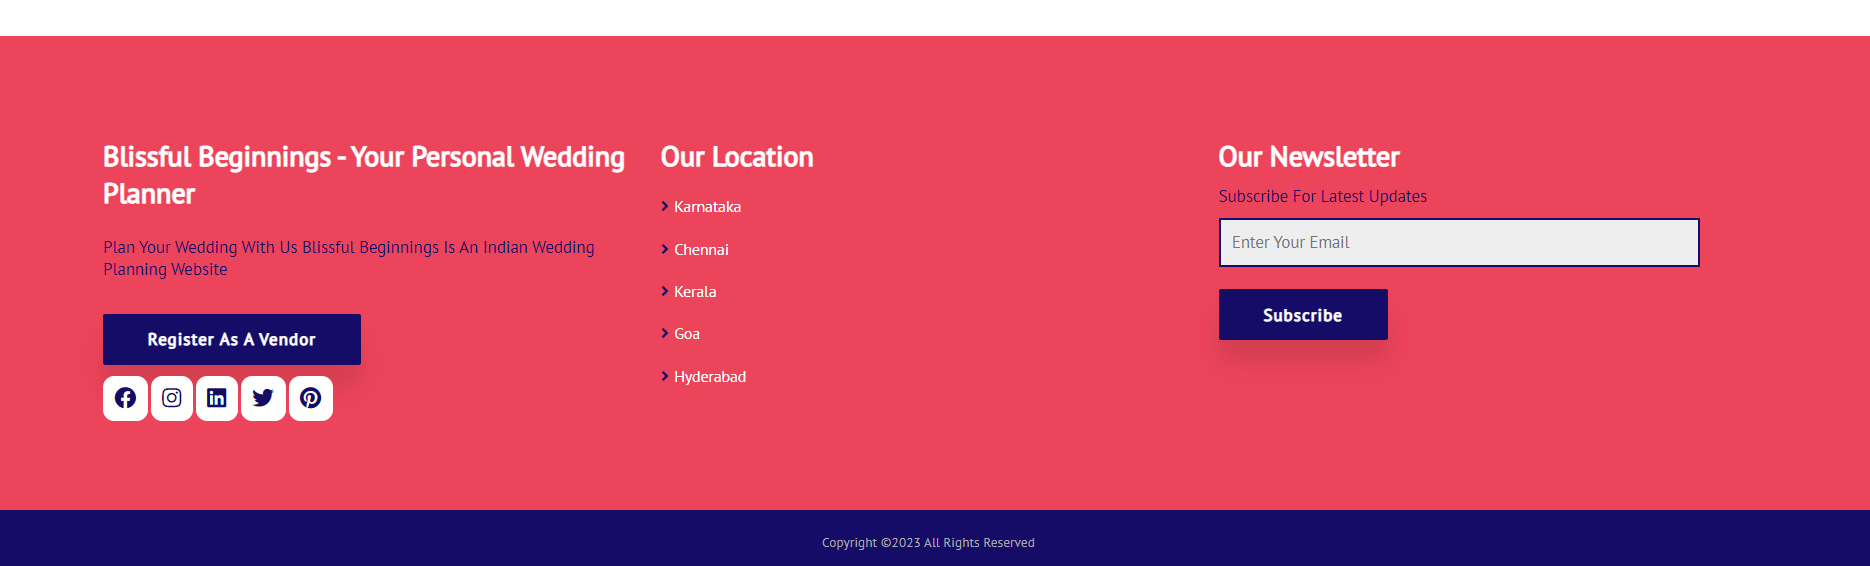 Blissful Beginnings - Your Personal Wedding
Planner
Plan Your Wedding With Us Blissful Beginnings Is An Indian Wedding
Planning Website
Register As A Vendor
Our Location
Karnataka
Chennai
Kerala
Goa
Hyderabad
Our Newsletter
Subscribe For Latest Updates
Enter Your Email
Subscribe
Copyright ©2023 All Rights Reserved